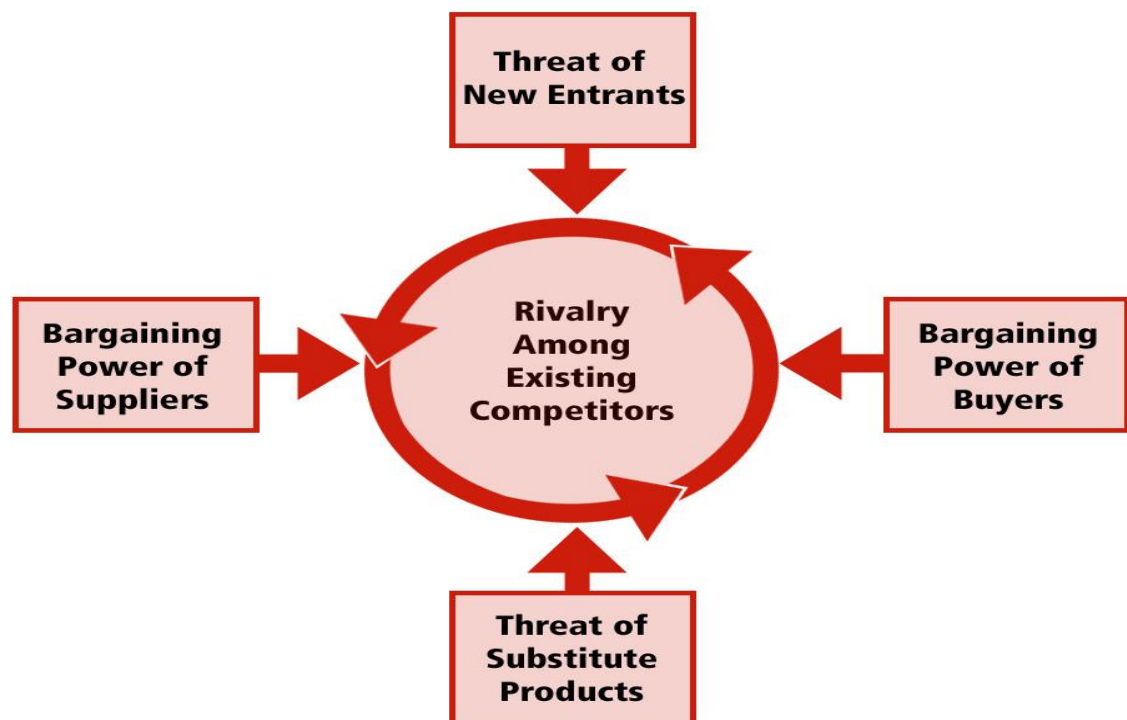 Threat of
New Entrants
Bargaining
Power of
Suppliers
Rivalry
Among
Existing
Competitors
Bargaining
Power of
Buyers
Threat of
Substitute
Products